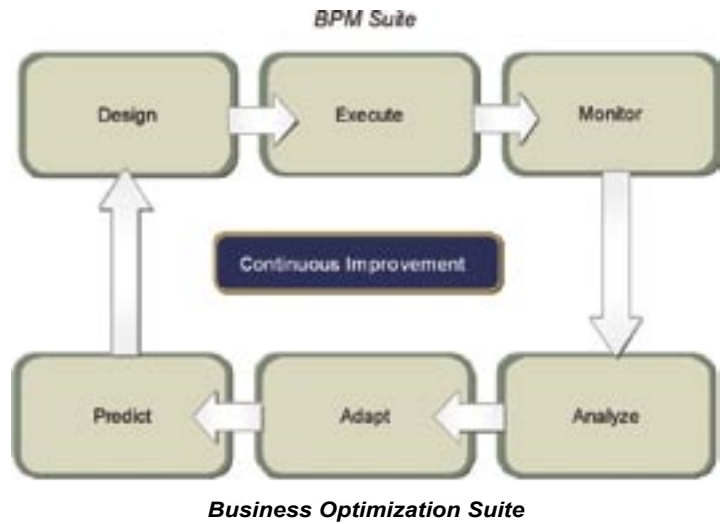 BPM Suite
Design
Execute
Monitor
Continuous Improvement
Predict
Adapt
Analyze
Business Optimization Suite